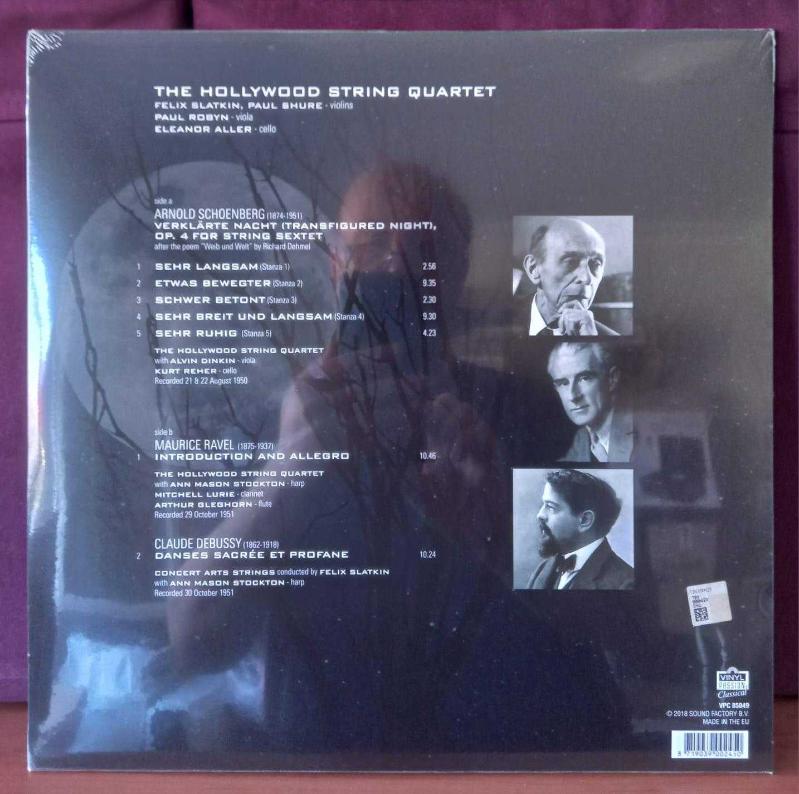 THE HOLLYWOOD STRING QUARTET
FELIX SLATKIN, PAUL SHURE - violins
PAUL ROBYN - viola
ELEANOR ALLER - cello
side a
ARNOLD SCHOENBERG (1874-1951)
VERKLÄRTE NACHT (TRANSFIGURED NIGHT),
OP. 4 FOR STRING SEXTET
after the poem "Weib und Welt" by Richard Dehmel
1 SEHR LANGSAM (Stanza 1) 2.56
2 ETWAS BEWEGTER (Stanza 2) 9.35
3 SCHWER BETONT (Stanza 3) 2.30
4 SEHR BREIT UND LANGSAM (Stanza 4) 9.30
5 SEHR RUHIG (Stanza 5) 4.23
THE HOLLYWOOD STRING QUARTET
with ALVIN DINKIN - viola
KURT REHER - cello
Recorded 21 & 22 August 1950
side b
MAURICE RAVEL (1875-1937)
1 INTRODUCTION AND ALLEGRO 10.46
THE HOLLYWOOD STRING QUARTET
with ANN MASON STOCKTON - harp
MITCHELL LURIE - clarinet
ARTHUR GLEGHORN - flute
Recorded 29 October 1951
CLAUDE DEBUSSY (1862-1918)
2 DANSES SACRÉE ET PROFANE 10.24
CONCERT ARTS STRINGS conducted by FELIX SLATKIN
with ANN MASON STOCKTON - harp
Recorded 30 October 1951
VINYL
PASSION
Classical
VPC 85049
© 2018 SOUND FACTORY B.V.
MADE IN THE EU
8 719039 002450